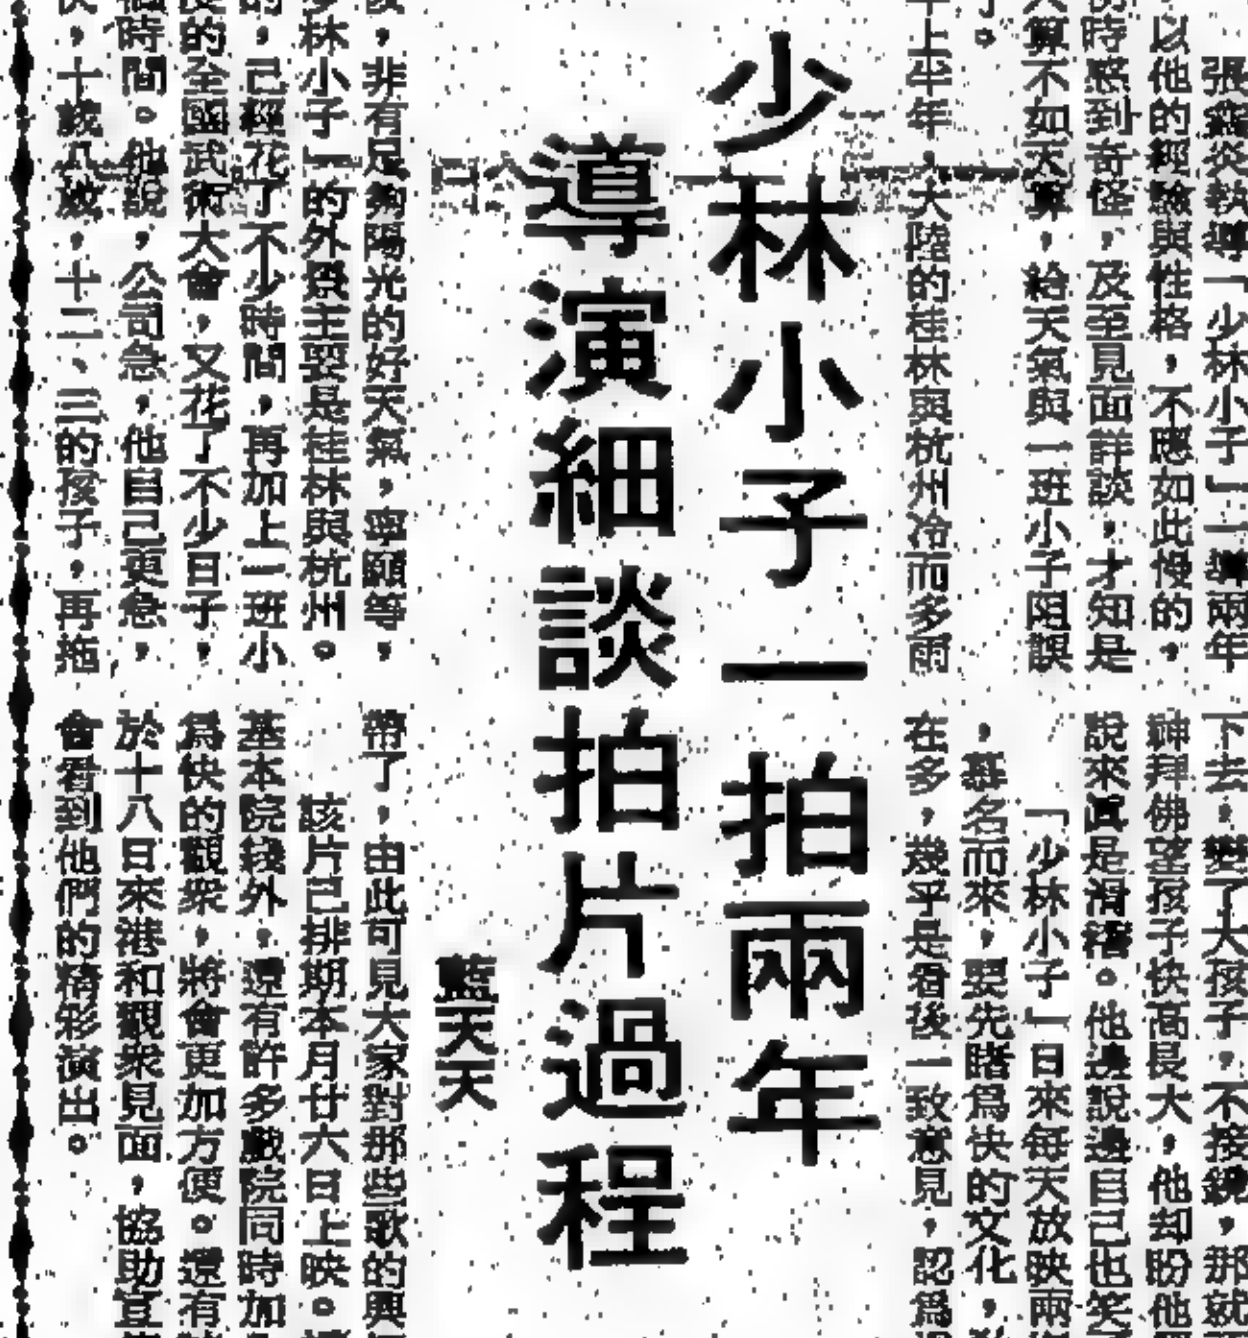 少林小子一拍兩年
導演細談拍片過程
藍天天
張鑫炎執導「少林小子」一導兩年
，以他的經驗與性格，不應如此慢的，
時感到奇怪，及至見面詳談，才知是
人算不如天算，給天氣與一班小子阻誤
了。
上半年，大陸的桂林與杭州冷而多雨
，非有足夠陽光的好天氣，寧願等，
林小子」的外景主要是桂林與杭州。
的，己經花了不少時間，再加上一班小
的全國武術大會，又花了不少日子，
個時間。他說，公司急，他自己更急，
快，十歲八歲，十二、三的孩子，再拖
下去，變了大孩子，不接鏡，那就
神拜佛望孩子快高長大，他却盼他
說來眞是滑稽。他邊說邊自己也笑
「少林小子」日來每天放映兩
，慕名而來，要先睹爲快的文化，
在多，幾乎是看後一致意見，認爲
帶了，由此可見大家對那些歌的興
該片己排期本月廿六日上映。
基本院綫外，還有許多戲院同時加
爲快的觀衆，將會更加方便。還有
於十八日來港和觀衆見面，協助宣
會看到他們的精彩演出。